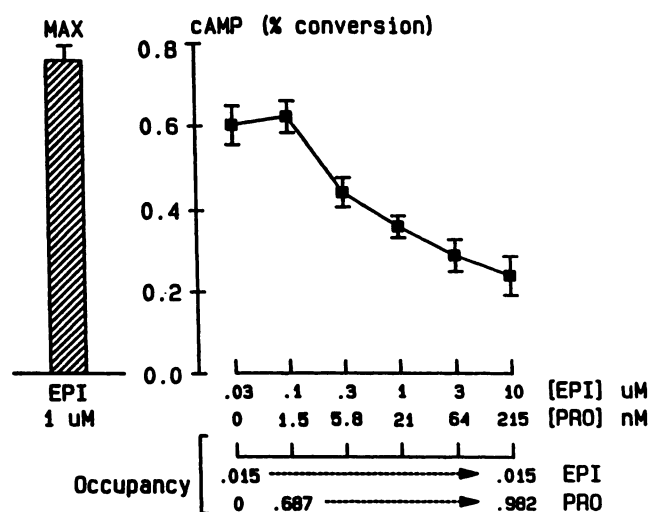 MAX
cAMP (% conversion)
0.8
0.6
0.4
0.2
0.0
EPI
1 uM
.03 .1 .3 1 3 10 [EPI] uM
0 1.5 5.8 21 64 215 [PRO] nM
Occupancy
.015 .015 EPI
0 .687 .982 PRO